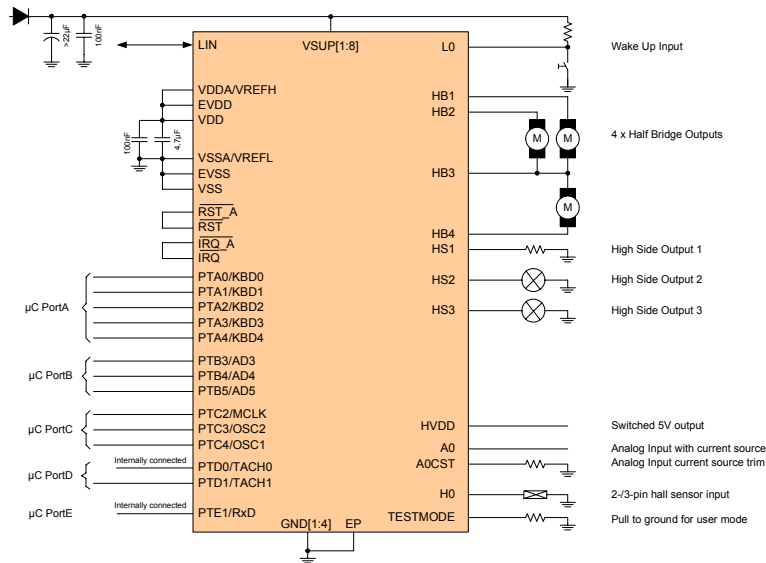 >22µF
100nF
LIN
VSUP[1:8]
L0
Wake Up Input
VDDA/VREFH
EVDD
VDD
100nF
4.7µF
VSSA/VREFL
EVSS
VSS
RST_A
RST
IRQ_A
IRQ
HB1
HB2
M
M
4 x Half Bridge Outputs
HB3
M
HB4
HS1
High Side Output 1
HS2
High Side Output 2
HS3
High Side Output 3
µC PortA
PTA0/KBD0
PTA1/KBD1
PTA2/KBD2
PTA3/KBD3
PTA4/KBD4
µC PortB
PTB3/AD3
PTB4/AD4
PTB5/AD5
µC PortC
PTC2/MCLK
PTC3/OSC2
PTC4/OSC1
µC PortD
Internally connected
PTD0/TACH0
PTD1/TACH1
µC PortE
Internally connected
PTE1/RxD
HVDD
Switched 5V output
A0
Analog Input with current source
A0CST
Analog Input current source trim
H0
2-/3-pin hall sensor input
TESTMODE
Pull to ground for user mode
GND[1:4]
EP